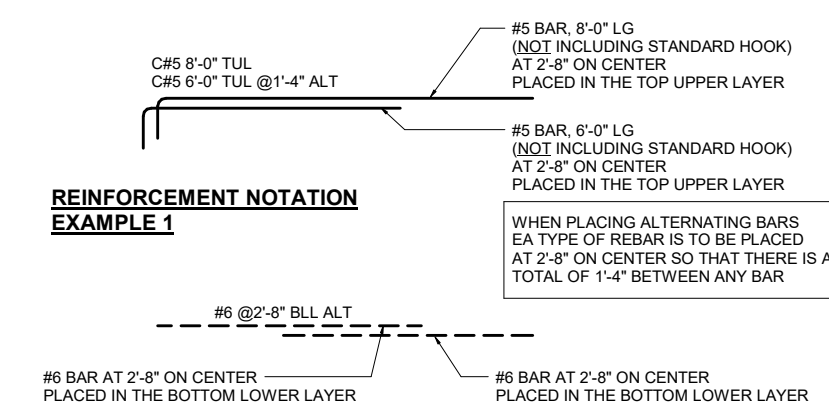 C#5 8'-0" TUL
C#5 6'-0" TUL @1'-4" ALT
#5 BAR, 8'-0" LG
(NOT INCLUDING STANDARD HOOK)
AT 2'-8" ON CENTER
PLACED IN THE TOP UPPER LAYER
#5 BAR, 6'-0" LG
(NOT INCLUDING STANDARD HOOK)
AT 2'-8" ON CENTER
PLACED IN THE TOP UPPER LAYER
REINFORCEMENT NOTATION
EXAMPLE 1
WHEN PLACING ALTERNATING BARS
EA TYPE OF REBAR IS TO BE PLACED
AT 2'-8" ON CENTER SO THAT THERE IS A
TOTAL OF 1'-4" BETWEEN ANY BAR
#6 @2'-8" BLL ALT
#6 BAR AT 2'-8" ON CENTER
PLACED IN THE BOTTOM LOWER LAYER
#6 BAR AT 2'-8" ON CENTER
PLACED IN THE BOTTOM LOWER LAYER